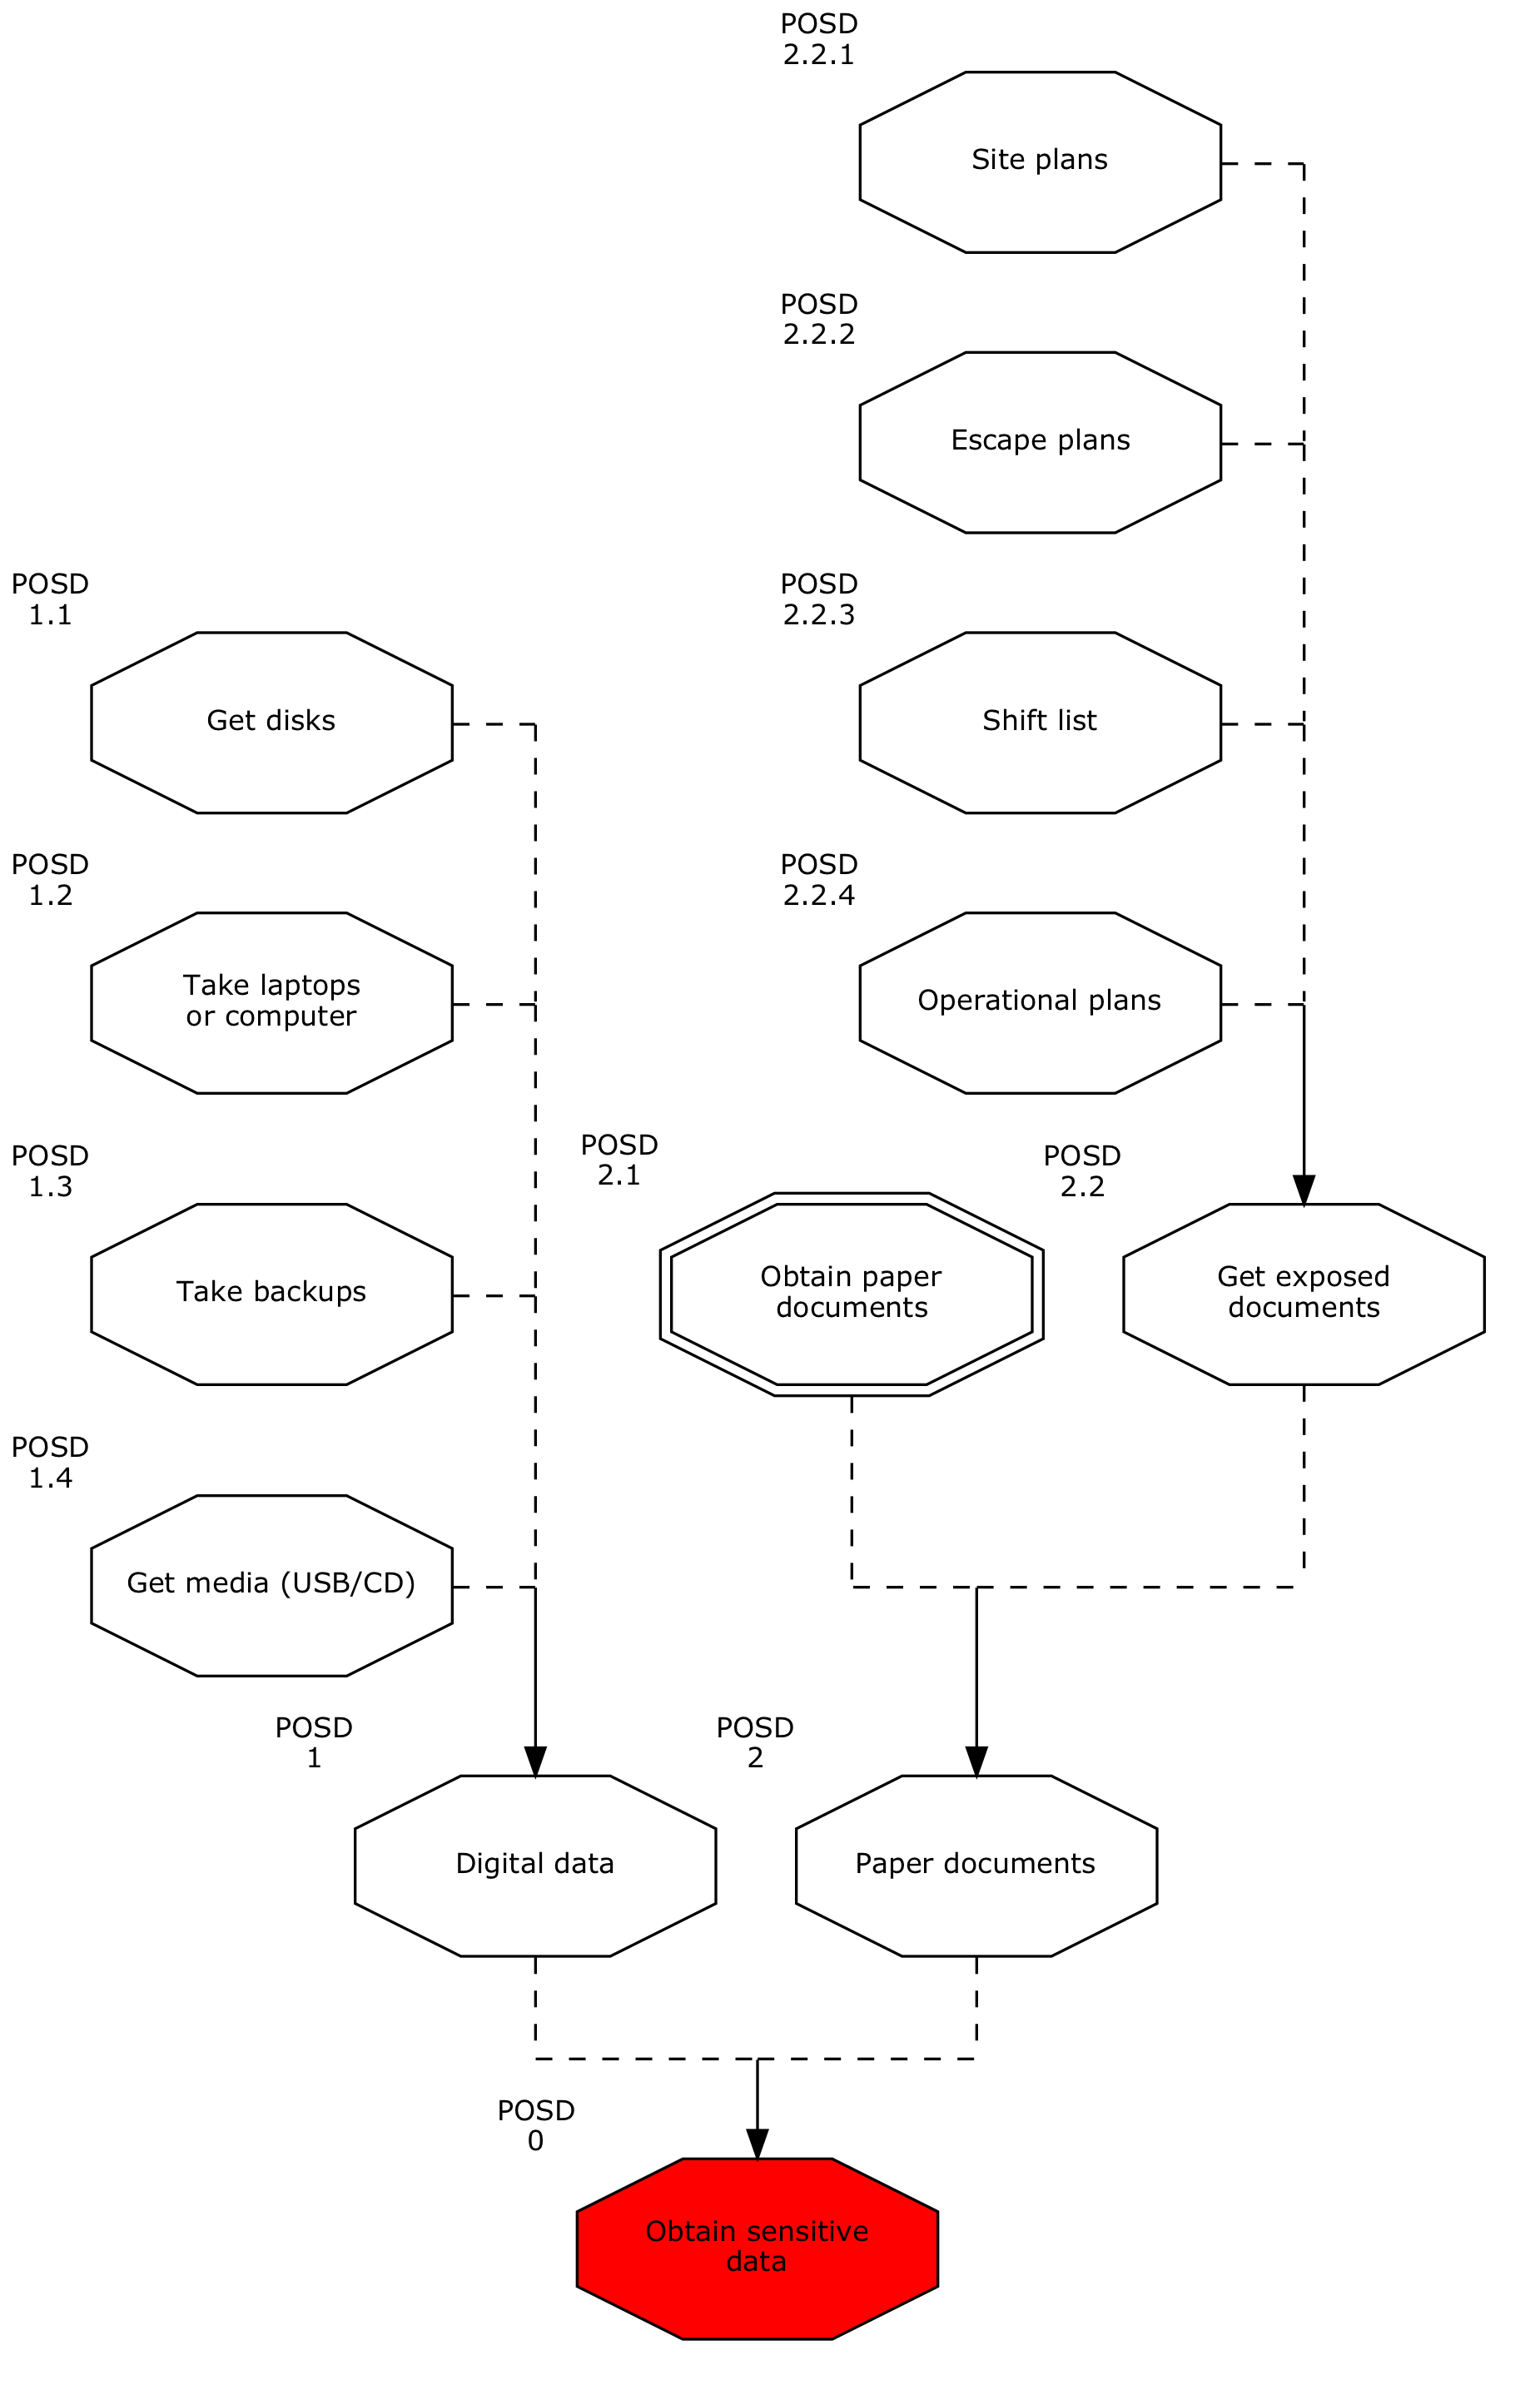 POSD
2.2.1
Site plans
POSD
2.2.2
Escape plans
POSD
1.1
Get disks
POSD
2.2.3
Shift list
POSD
1.2
Take laptops
or computer
POSD
2.2.4
Operational plans
POSD
1.3
Take backups
POSD
2.1
Obtain paper
documents
POSD
2.2
Get exposed
documents
POSD
1.4
Get media (USB/CD)
POSD
1
Digital data
POSD
2
Paper documents
POSD
0
Obtain sensitive
data